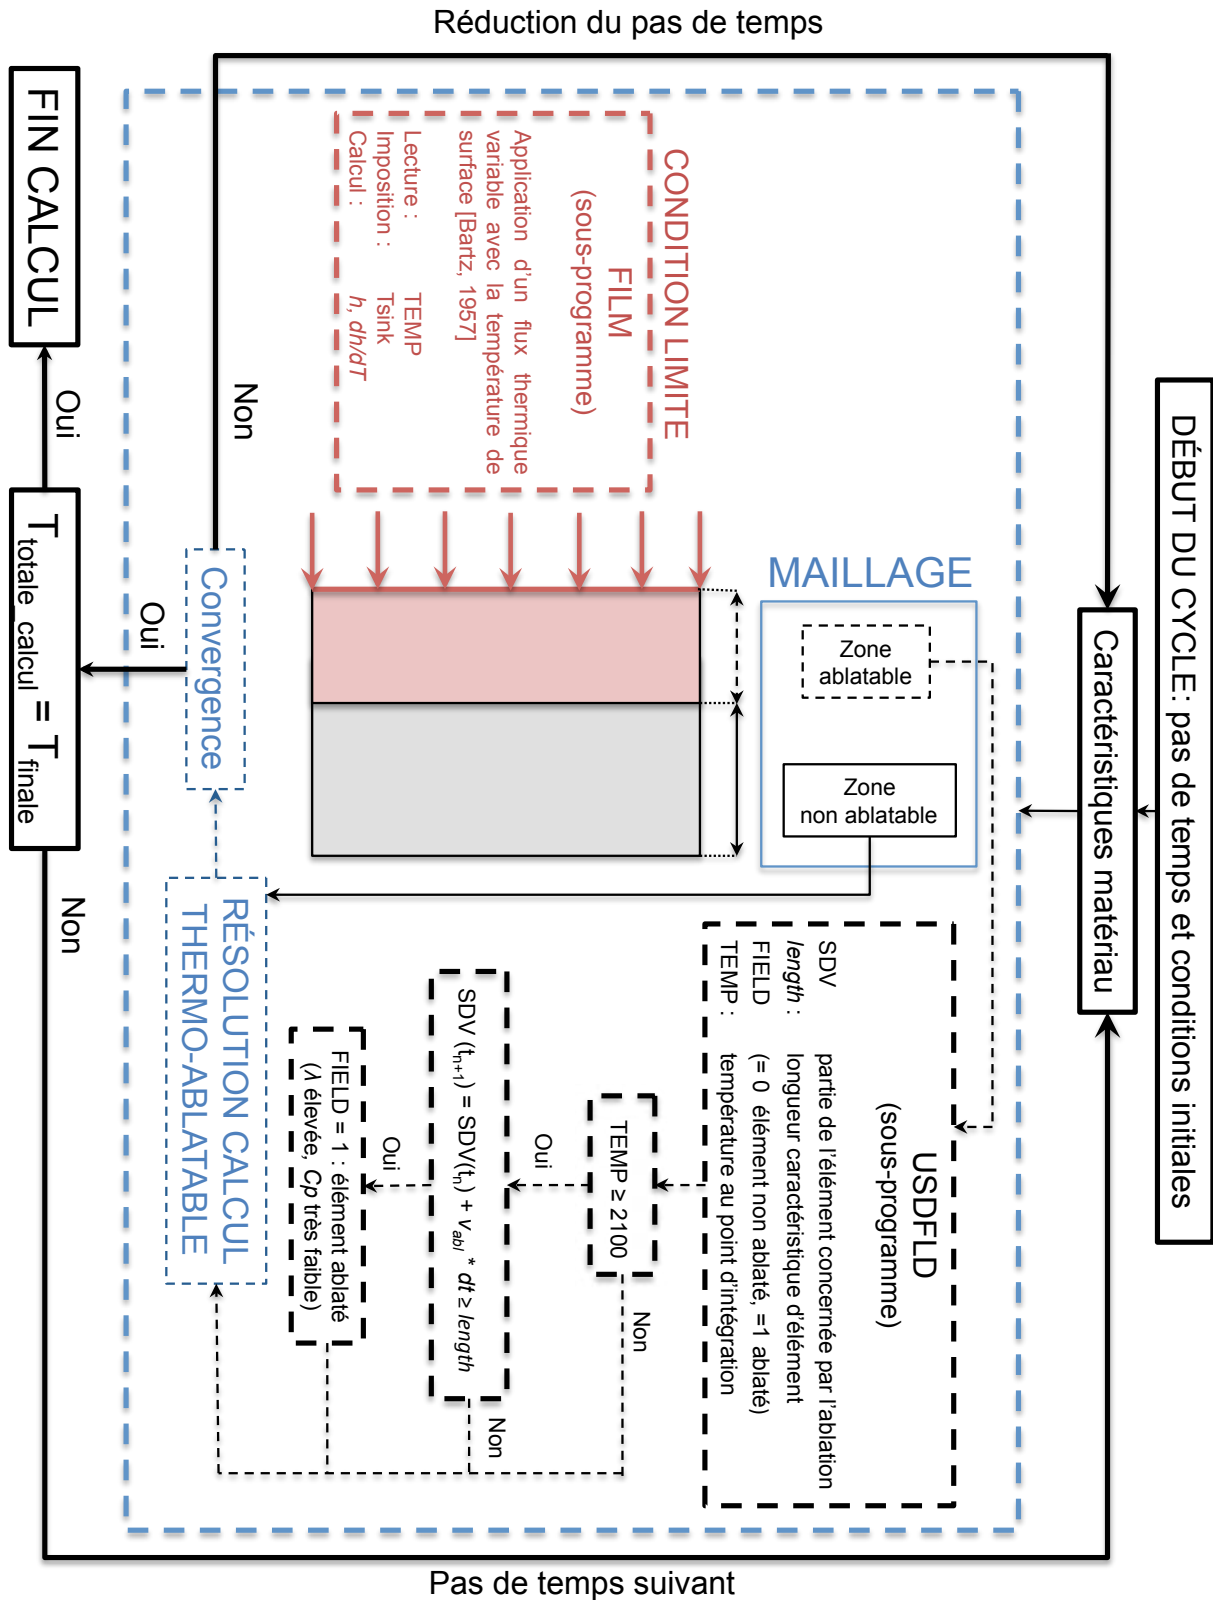 Réduction du pas de temps
DÉBUT DU CYCLE: pas de temps et conditions initiales
Caractéristiques matériau
CONDITION LIMITE
FILM
(sous-programme)
Application d'un flux thermique
variable avec la température de
surface [Bartz, 1957]
Lecture : TEMP
Imposition : Tsink
Calcul : h, dh/dT
MAILLAGE
Zone
ablatable
Zone
non ablatable
USDFLD
(sous-programme)
SDV partie de l'élément concernée par l'ablation
length : longueur caractéristique d'élément
FIELD (= 0 élément non ablaté, =1 ablaté)
TEMP : température au point d'intégration
TEMP ≥ 2100
Non
Oui
SDV (tn+1) = SDV(tn) + vabl * dt ≥ length
Non
Oui
FIELD = 1 : élément ablaté
(λ élevée, Cp très faible)
RÉSOLUTION CALCUL
THERMO-ABLATABLE
Convergence
Non
Oui
Ttotale_calcul = Tfinale
Oui
Non
FIN CALCUL
Pas de temps suivant